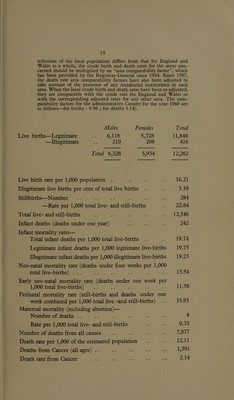 15
tribution of the local population differs from that for England and
Wales as a whole, the crude birth and death rates for the areas con-
cerned should be multiplied by an "area comparability factor", which
has been provided by the Registrar-General since 1954. Since 1957,
the death rate area comparability factors have also been adjusted to
take account of the presence of any residential institutions in each
area. When the local crude birth and death rates have been so adjusted,
they are comparable with the crude rate for England and Wales or
with the corresponding adjusted rates for any other area. The com-
parability factors for the administrative County for the year 1960 are
as follows—for births : 0.98 ; for deaths 1.14).
Males Females Total
Live births—Legitimate .. 6,118 5,728 11,846
—Illegitimate .. 210 206 416
Total 6,328 5,934 12,262
Live birth rate per 1,000 population .. .. .. .. 16.21
Illegitimate live births per cent of total live births .. .. 3.39
Stillbirths—Number .. .. .. .. .. 284
—Rate per 1,000 total live- and still-births .. 22.64
Total live- and still-births .. .. .. .. .. 12,546
Infant deaths (deaths under one year) .. .. .. 242
Infant mortality rates—
Total infant deaths per 1,000 total live-births .. .. 19.74
Legitimate infant deaths per 1,000 legitimate live-births 19.75
Illegitimate infant deaths per 1,000 illegitimate live-births 19.23
Neo-natal mortality rate (deaths under four weeks per 1,000
total live-births) .. .. .. .. .. .. 13.54
Early neo-natal mortality rate (deaths under one week per
1,000 total live-births) .. .. .. .. .. 11.58
Perinatal mortality rate (still-births and deaths under one
week combined per 1,000 total live -and still-births) .. 33.95
Maternal mortality (including abortion)—
Number of deaths .. .. .. .. .. .. 4
Rate per 1,000 total live- and still-births .. .. 0.33
Number of deaths from all causes .. .. .. .. 7,877
Death rate per 1,000 of the estimated population .. .. 12.11
Deaths from Cancer (all ages) .. .. .. .. .. 1,391
Death rate from Cancer .. .. .. .. .. 2.14